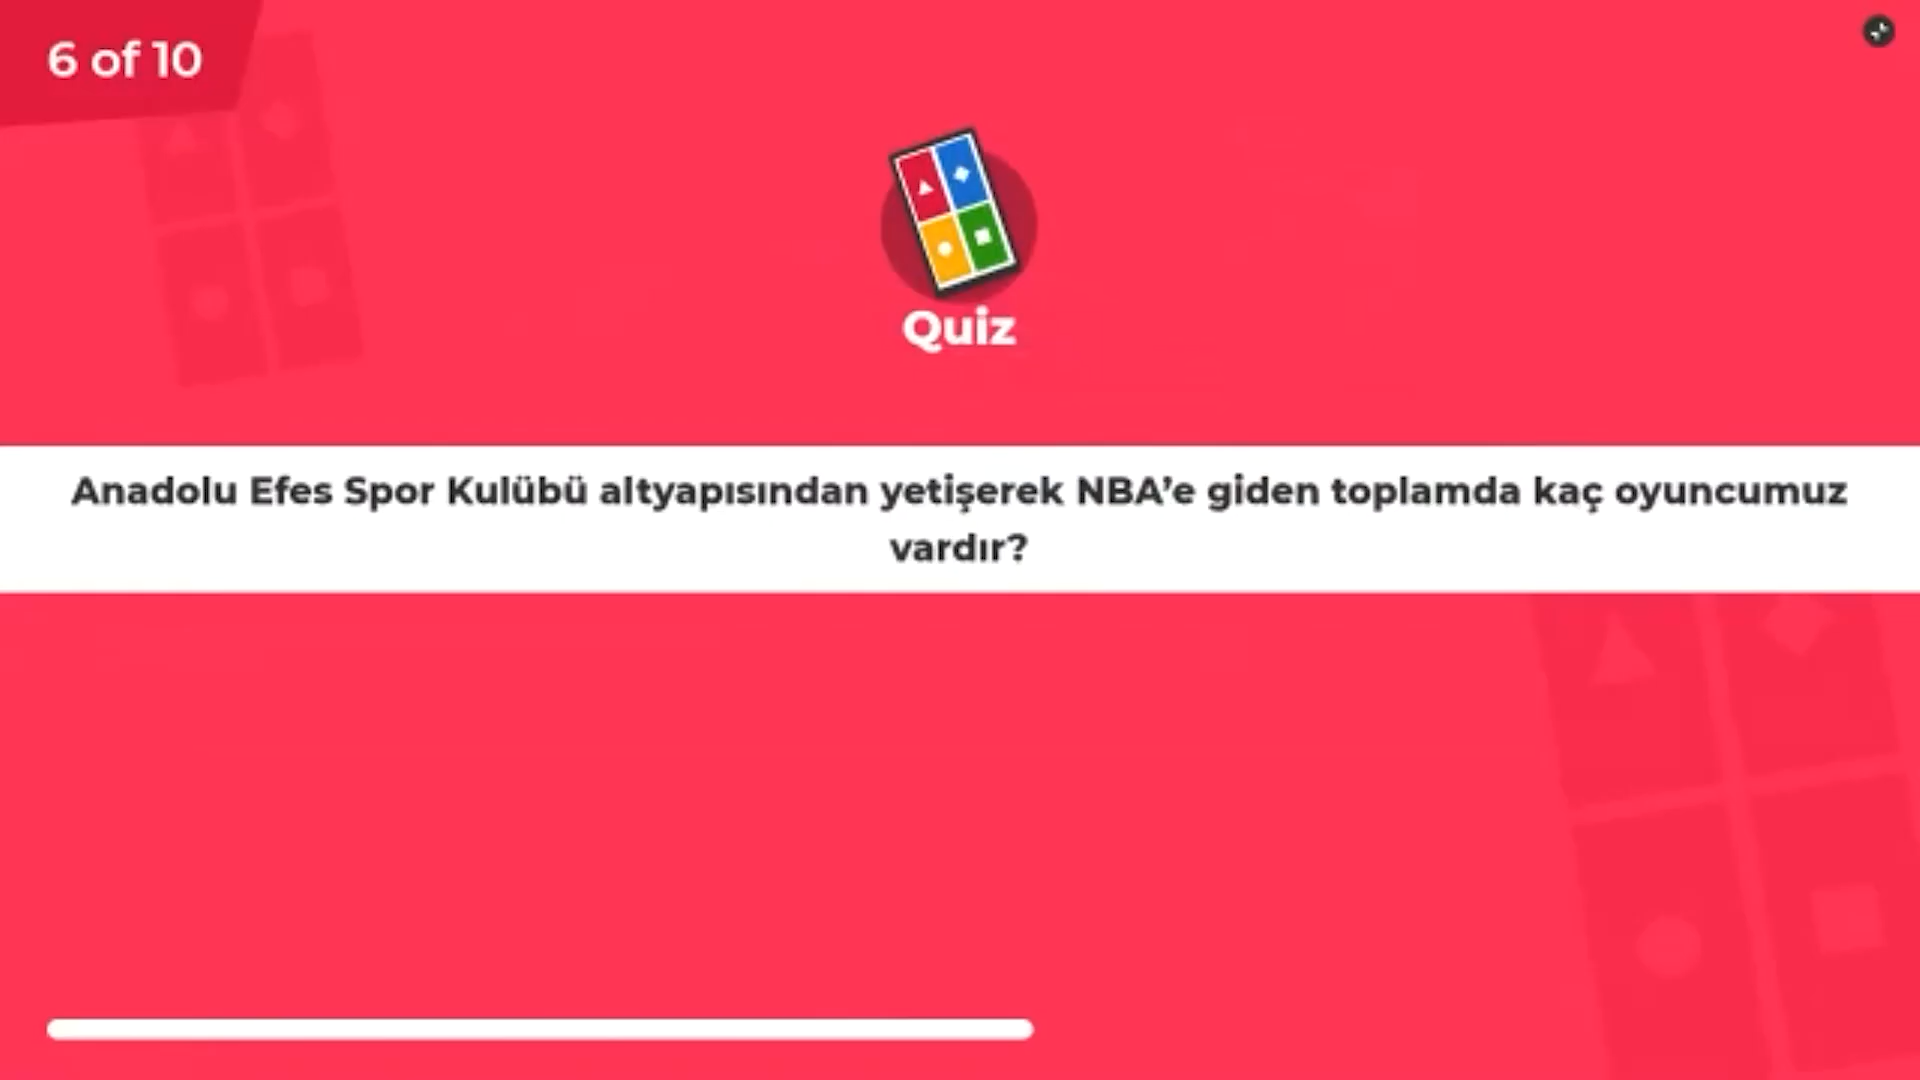 6 of 10
Quiz
Anadolu Efes Spor Kulübü altyapısından yetişerek NBA’e giden toplamda kaç oyuncumuz
vardır?